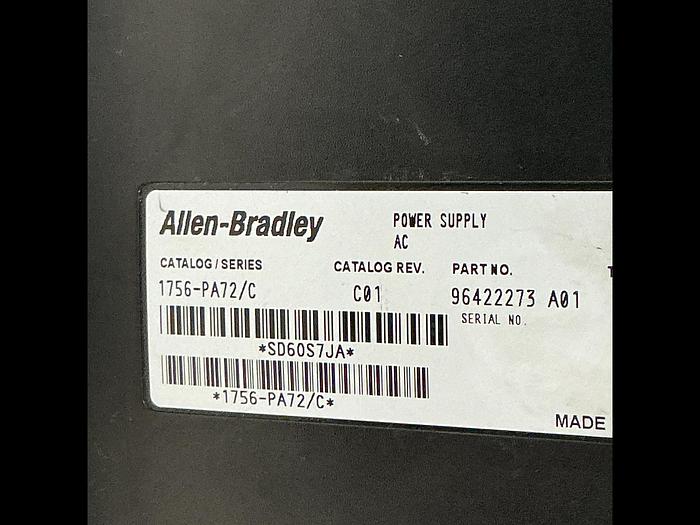 Allen-Bradley
POWER SUPPLY
AC
CATALOG/SERIES CATALOG REV. PART NO.
1756-PA72/C C01 96422273 A01
SERIAL NO.
*SD60S7JA*
*1756-PA72/C*
MADE